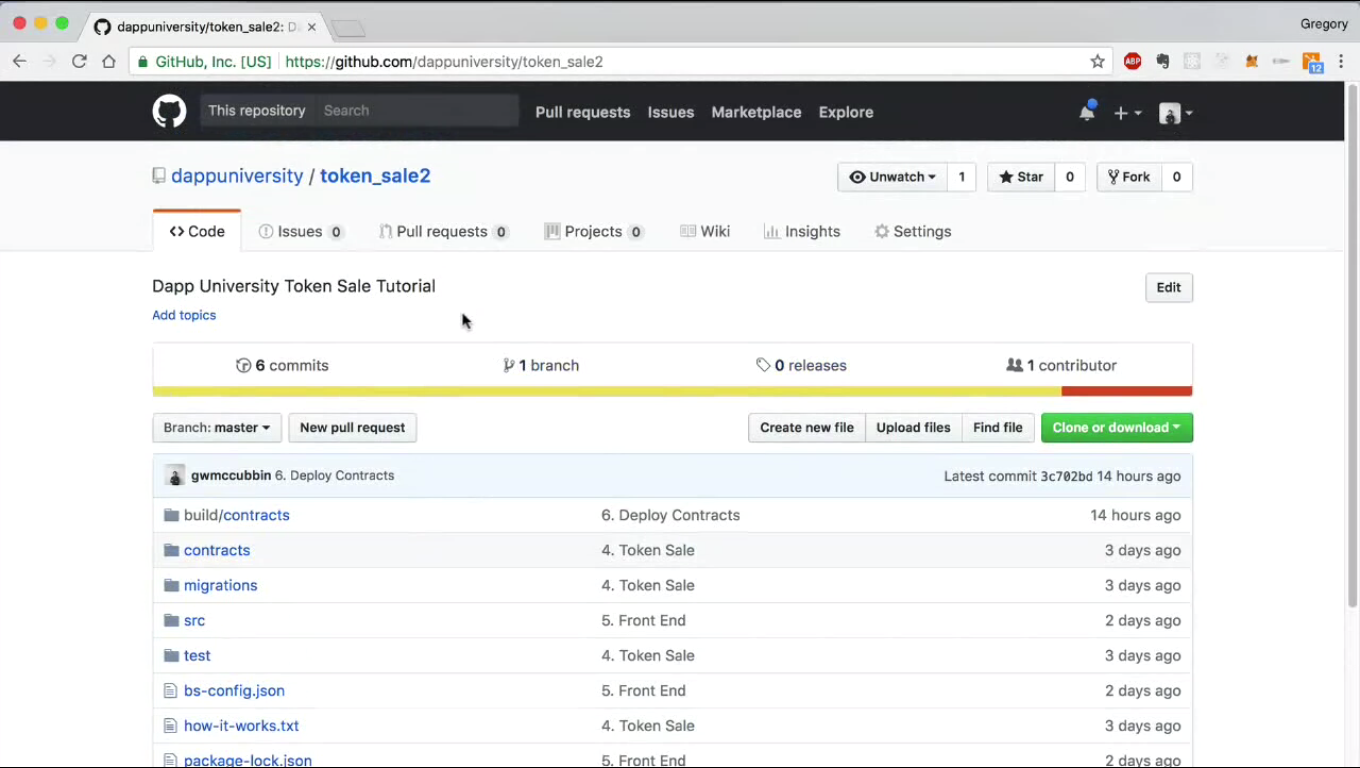 dappuniversity/token_sale2: D
Gregory
GitHub, Inc. [US] https://github.com/dappuniversity/token_sale2
ABP
12
This repository Search Pull requests Issues Marketplace Explore
dappuniversity / token_sale2 Unwatch 1 Star 0 Fork 0
Code Issues 0 Pull requests 0 Projects 0 Wiki Insights Settings
Dapp University Token Sale Tutorial Edit
Add topics
6 commits 1 branch 0 releases 1 contributor
Branch: master New pull request Create new file Upload files Find file Clone or download
gwmccubbin 6. Deploy Contracts Latest commit 3c702bd 14 hours ago
build/contracts 6. Deploy Contracts 14 hours ago
contracts 4. Token Sale 3 days ago
migrations 4. Token Sale 3 days ago
src 5. Front End 2 days ago
test 4. Token Sale 3 days ago
bs-config.json 5. Front End 2 days ago
how-it-works.txt 4. Token Sale 3 days ago
package-lock.json 5. Front End 2 days ago